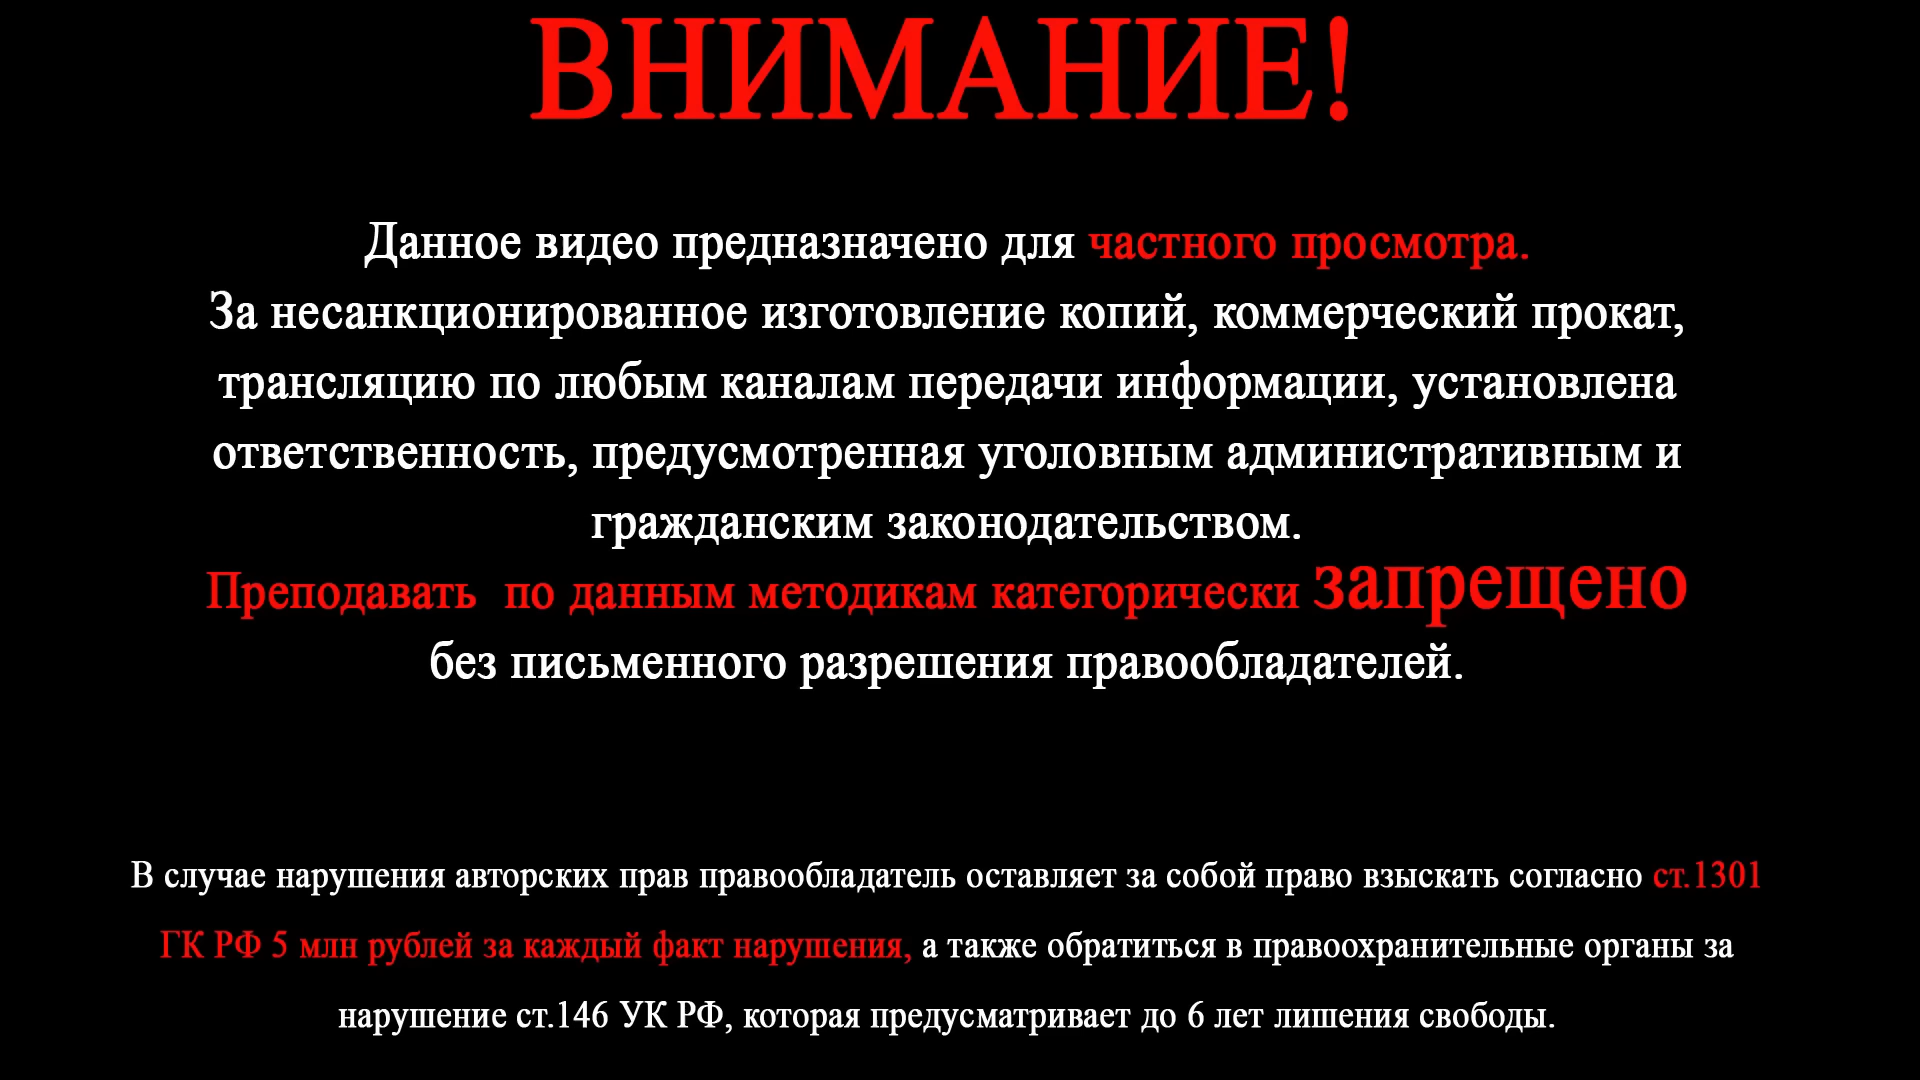 ВНИМАНИЕ!
Данное видео предназначено для частного просмотра.
За несанкционированное изготовление копий, коммерческий прокат,
трансляцию по любым каналам передачи информации, установлена
ответственность, предусмотренная уголовным административным и
гражданским законодательством.
Преподавать по данным методикам категорически запрещено
без письменного разрешения правообладателей.
В случае нарушения авторских прав правообладатель оставляет за собой право взыскать согласно ст.1301
ГК РФ 5 млн рублей за каждый факт нарушения, а также обратиться в правоохранительные органы за
нарушение ст.146 УК РФ, которая предусматривает до 6 лет лишения свободы.